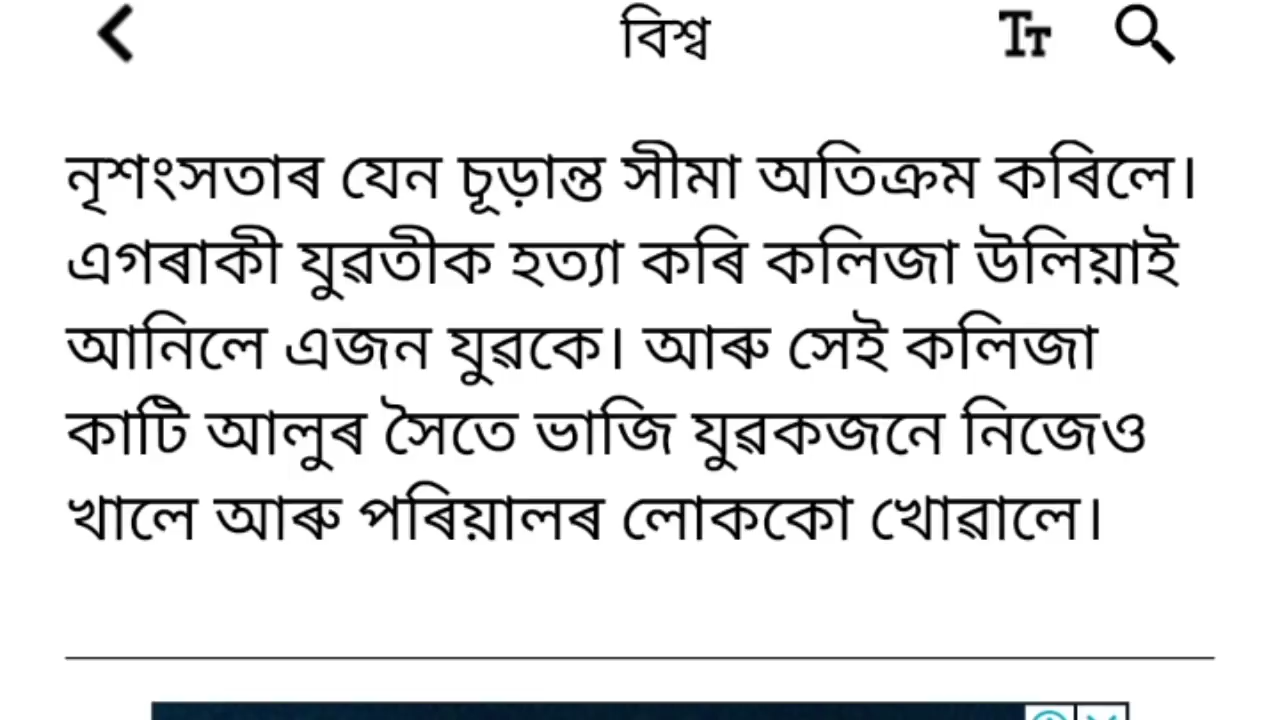 বিশ্ব
নৃশংসতাৰ যেন চূড়ান্ত সীমা অতিক্ৰম কৰিলে।
এগৰাকী যুৱতীক হত্যা কৰি কলিজা উলিয়াই
আনিলে এজন যুৱকে। আৰু সেই কলিজা
কাটি আলুৰ সৈতে ভাজি যুৱকজনে নিজেও
খালে আৰু পৰিয়ালৰ লোককো খোৱালে।